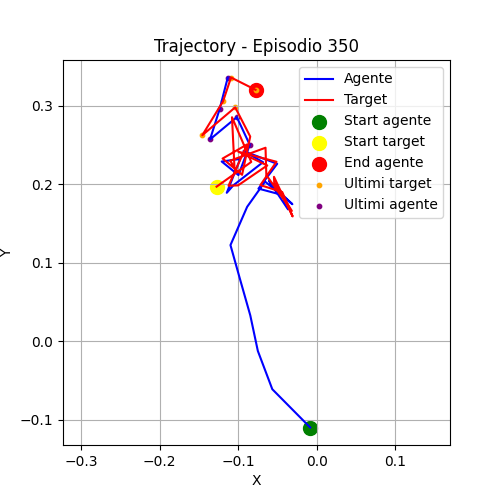 Trajectory - Episodio 350
Agente
Target
Start agente
Start target
End agente
Ultimi target
Ultimi agente
Y
0.3
0.2
0.1
0.0
−0.1
−0.3
−0.2
−0.1
0.0
0.1
X